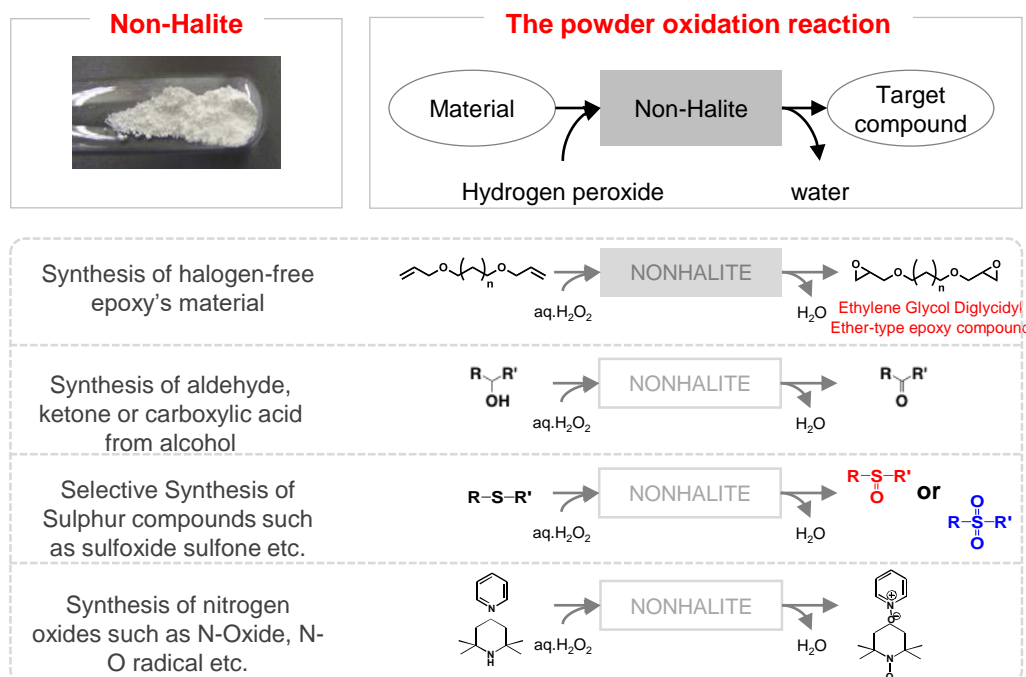 Non-Halite
The powder oxidation reaction
Material
Non-Halite
Target
compound
Hydrogen peroxide
water
Synthesis of halogen-free
epoxy's material
O
O
n
aq.H₂O₂
NONHALITE
H₂O
O
O
O
O
n
Ethylene Glycol Diglycidyl
Ether-type epoxy compound
Synthesis of aldehyde,
ketone or carboxylic acid
from alcohol
R R'
OH
aq.H₂O₂
NONHALITE
H₂O
R R'
O
Selective Synthesis of
Sulphur compounds such
as sulfoxide sulfone etc.
R-S-R'
aq.H₂O₂
NONHALITE
H₂O
R-S-R'
O
or
O
R-S-R'
O
Synthesis of nitrogen
oxides such as N-Oxide, N-
O radical etc.
N
N
H
aq.H₂O₂
NONHALITE
H₂O
N
O
N
O